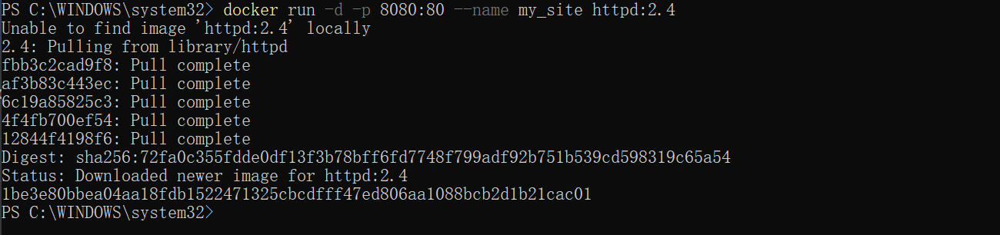 PS C:\WINDOWS\system32> docker run -d -p 8080:80 --name my_site httpd:2.4
Unable to find image 'httpd:2.4' locally
2.4: Pulling from library/httpd
fbb3c2cad9f8: Pull complete
af3b83c443ec: Pull complete
6c19a85825c3: Pull complete
4f4fb700ef54: Pull complete
12844f4198f6: Pull complete
Digest: sha256:72fa0c355fdde0df13f3b78bff6fd7748f799adf92b751b539cd598319c65a54
Status: Downloaded newer image for httpd:2.4
1be3e80bbea04aa18fdb1522471325cbcdfff47ed806aa1088bcb2d1b21cac01
PS C:\WINDOWS\system32>